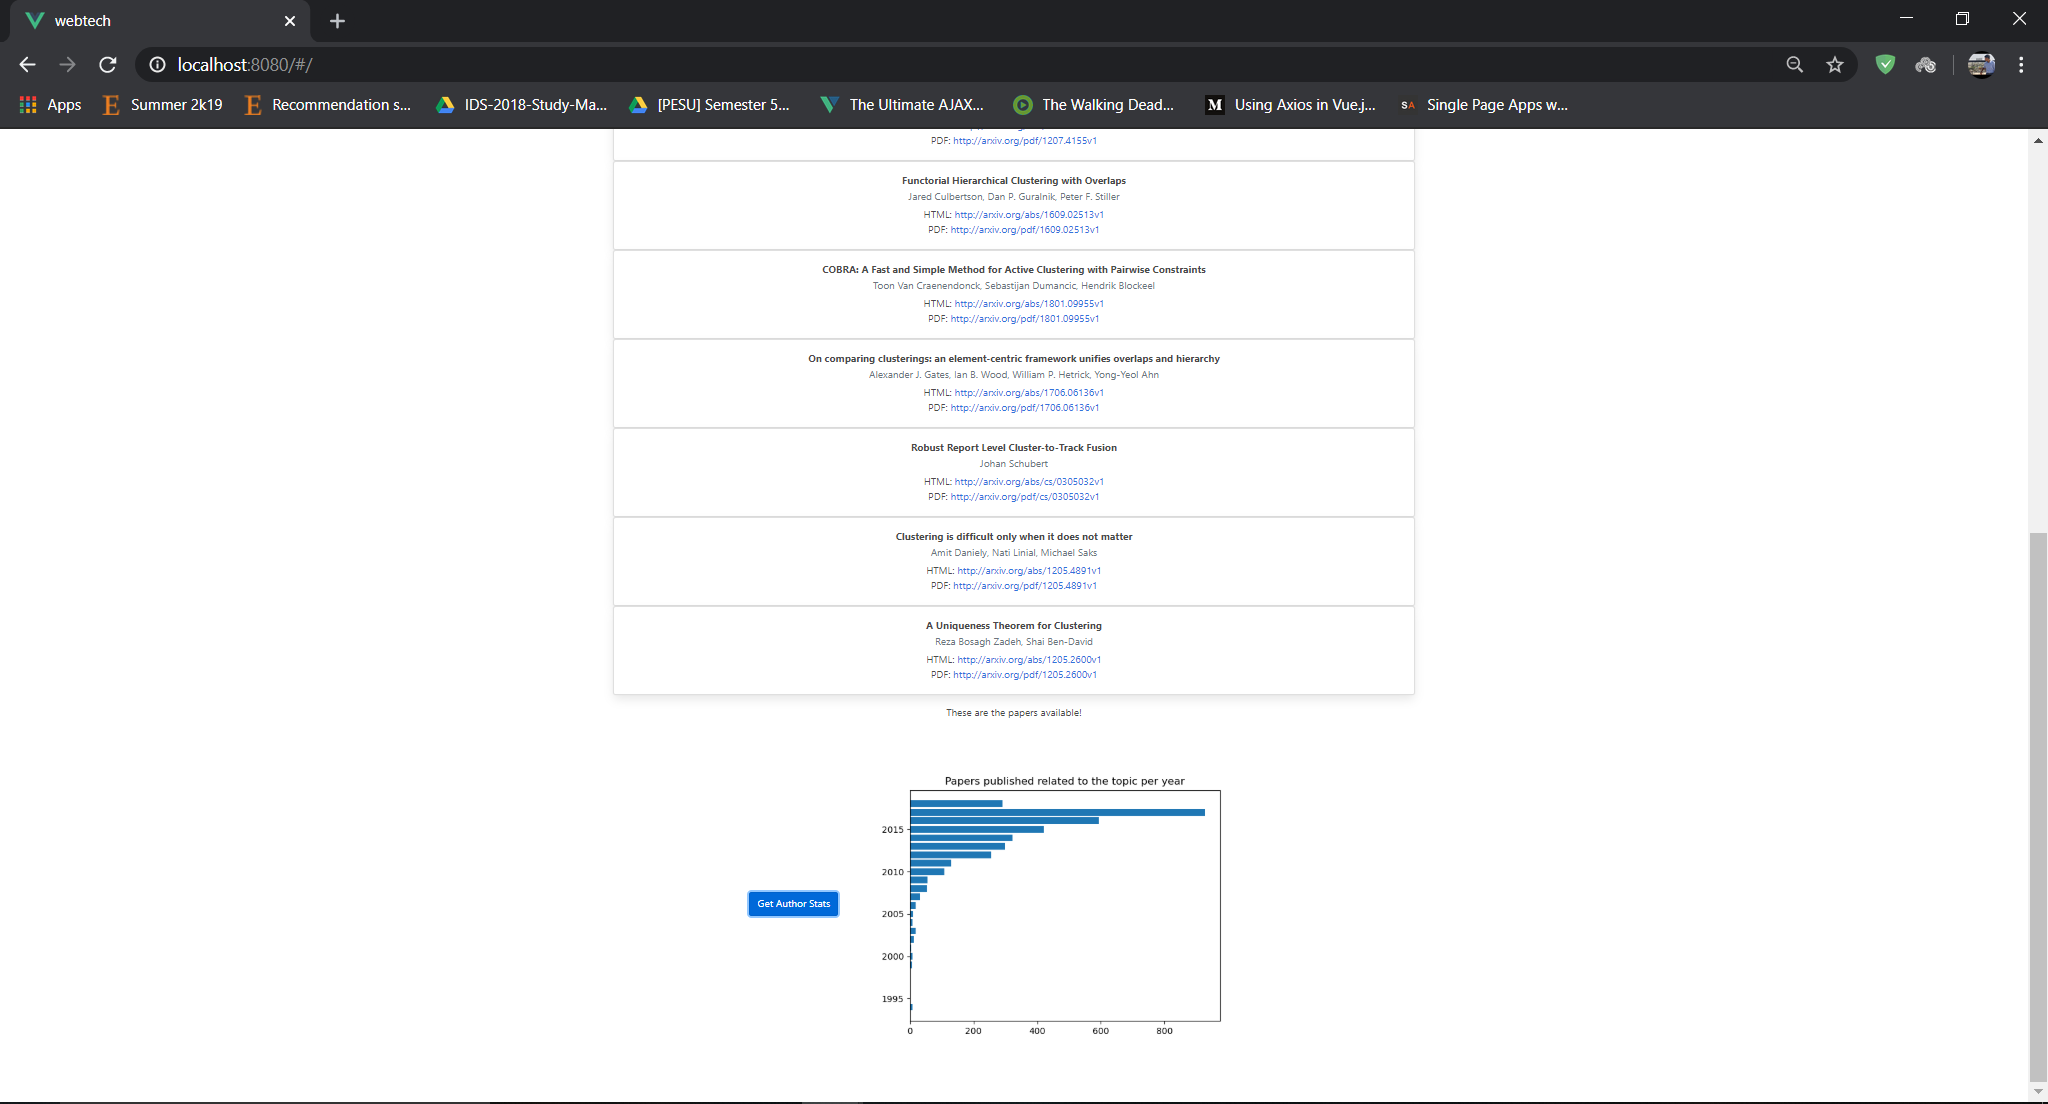 webtech
localhost:8080/#/
Apps
Summer 2k19
Recommendation s...
IDS-2018-Study-Ma...
[PESU] Semester 5...
The Ultimate AJAX...
The Walking Dead...
M
Using Axios in Vue.j...
SA
Single Page Apps w...
PDF: http://arxiv.org/pdf/1207.4155v1
Functorial Hierarchical Clustering with Overlaps
Jared Culbertson, Dan P. Guralnik, Peter F. Stiller
HTML: http://arxiv.org/abs/1609.02513v1
PDF: http://arxiv.org/pdf/1609.02513v1
COBRA: A Fast and Simple Method for Active Clustering with Pairwise Constraints
Toon Van Craenendonck, Sebastijan Dumancic, Hendrik Blockeel
HTML: http://arxiv.org/abs/1801.09955v1
PDF: http://arxiv.org/pdf/1801.09955v1
On comparing clusterings: an element-centric framework unifies overlaps and hierarchy
Alexander J. Gates, Ian B. Wood, William P. Hetrick, Yong-Yeol Ahn
HTML: http://arxiv.org/abs/1706.06136v1
PDF: http://arxiv.org/pdf/1706.06136v1
Robust Report Level Cluster-to-Track Fusion
Johan Schubert
HTML: http://arxiv.org/abs/cs/0305032v1
PDF: http://arxiv.org/pdf/cs/0305032v1
Clustering is difficult only when it does not matter
Amit Daniely, Nati Linial, Michael Saks
HTML: http://arxiv.org/abs/1205.4891v1
PDF: http://arxiv.org/pdf/1205.4891v1
A Uniqueness Theorem for Clustering
Reza Bosagh Zadeh, Shai Ben-David
HTML: http://arxiv.org/abs/1205.2600v1
PDF: http://arxiv.org/pdf/1205.2600v1
These are the papers available!
Get Author Stats
Papers published related to the topic per year
2015
2010
2005
2000
1995
0 200 400 600 800